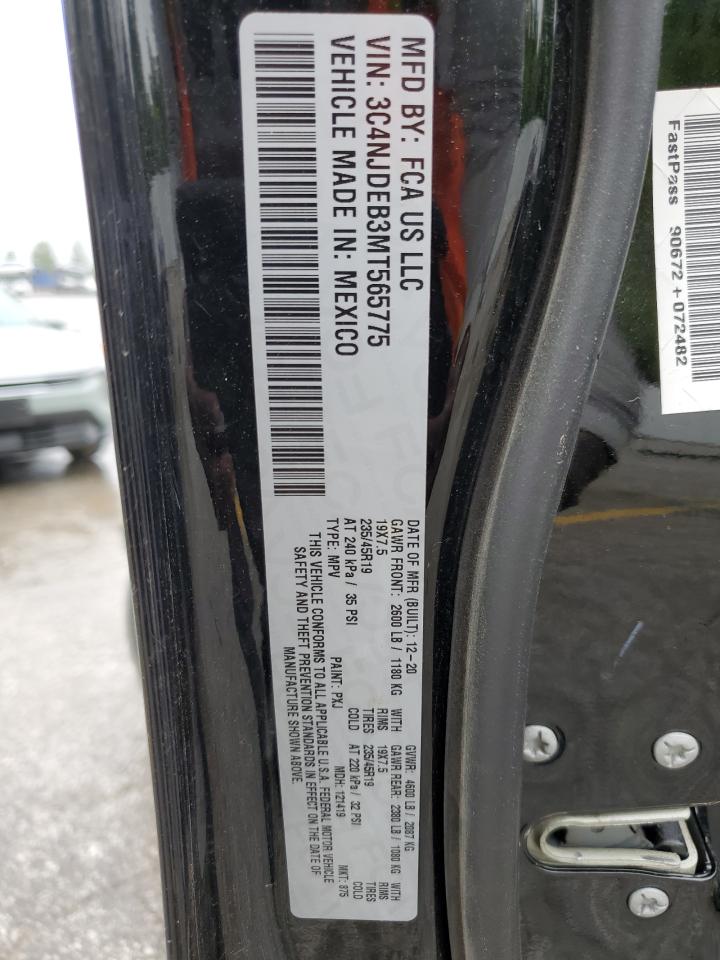 MFD BY: FCA US LLC
VIN: 3C4NJDEB3MT565775
VEHICLE MADE IN: MEXICO
DATE OF MFR (BUILT): 12-20 GVWR: 4600 LB / 2087 KG
GAWR FRONT: 2600 LB / 1180 KG WITH GAWR REAR: 2380 LB / 1080 KG WITH
19X7.5 RIMS 19X7.5 RIMS
235/45R19 TIRES 235/45R19 TIRES
AT 240 kPa / 35 PSI COLD AT 220 kPa / 32 PSI COLD
TYPE: MPV PAINT: PXJ MDH: 121419 MKT: 875
THIS VEHICLE CONFORMS TO ALL APPLICABLE U.S.A. FEDERAL MOTOR VEHICLE
SAFETY AND THEFT PREVENTION STANDARDS IN EFFECT ON THE DATE OF
MANUFACTURE SHOWN ABOVE.
FastPass 90672 + 072482